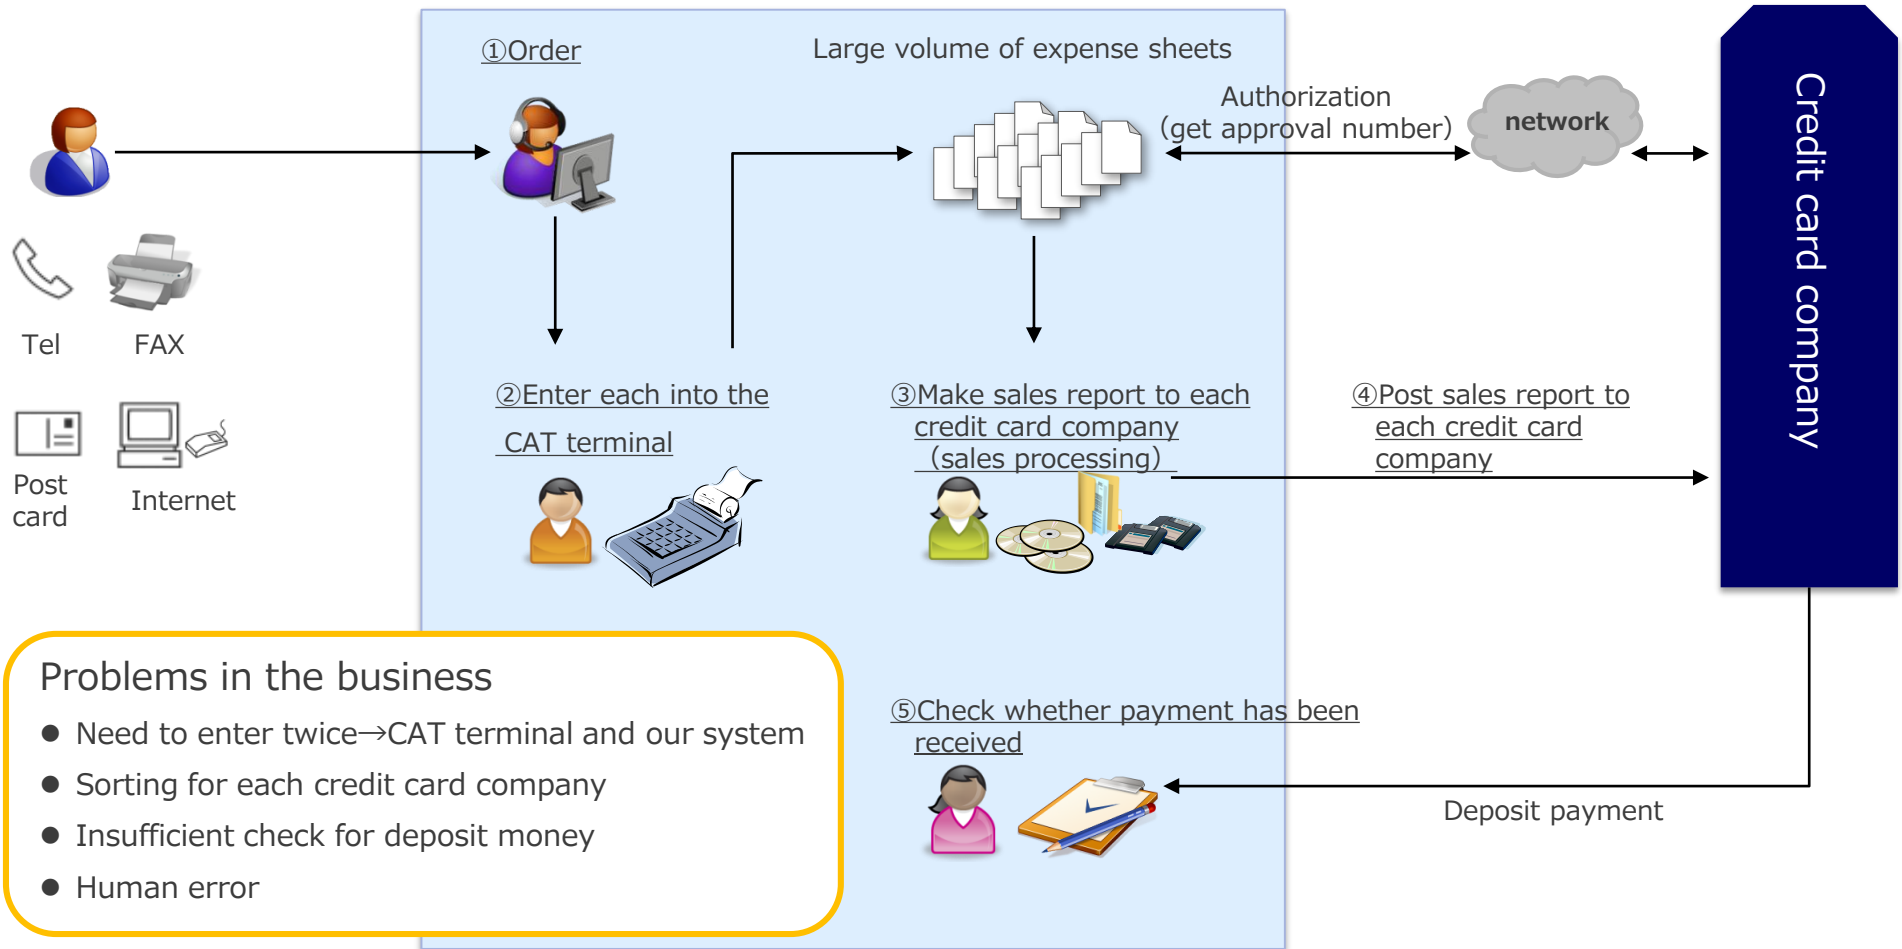 ①Order
Large volume of expense sheets
Authorization
（get approval number）
network
Credit card company
Tel
FAX
Post
card
Internet
②Enter each into the
CAT terminal
③Make sales report to each
credit card company
（sales processing）
④Post sales report to
each credit card
company
Problems in the business
● Need to enter twice→CAT terminal and our system
● Sorting for each credit card company
● Insufficient check for deposit money
● Human error
⑤Check whether payment has been
received
Deposit payment